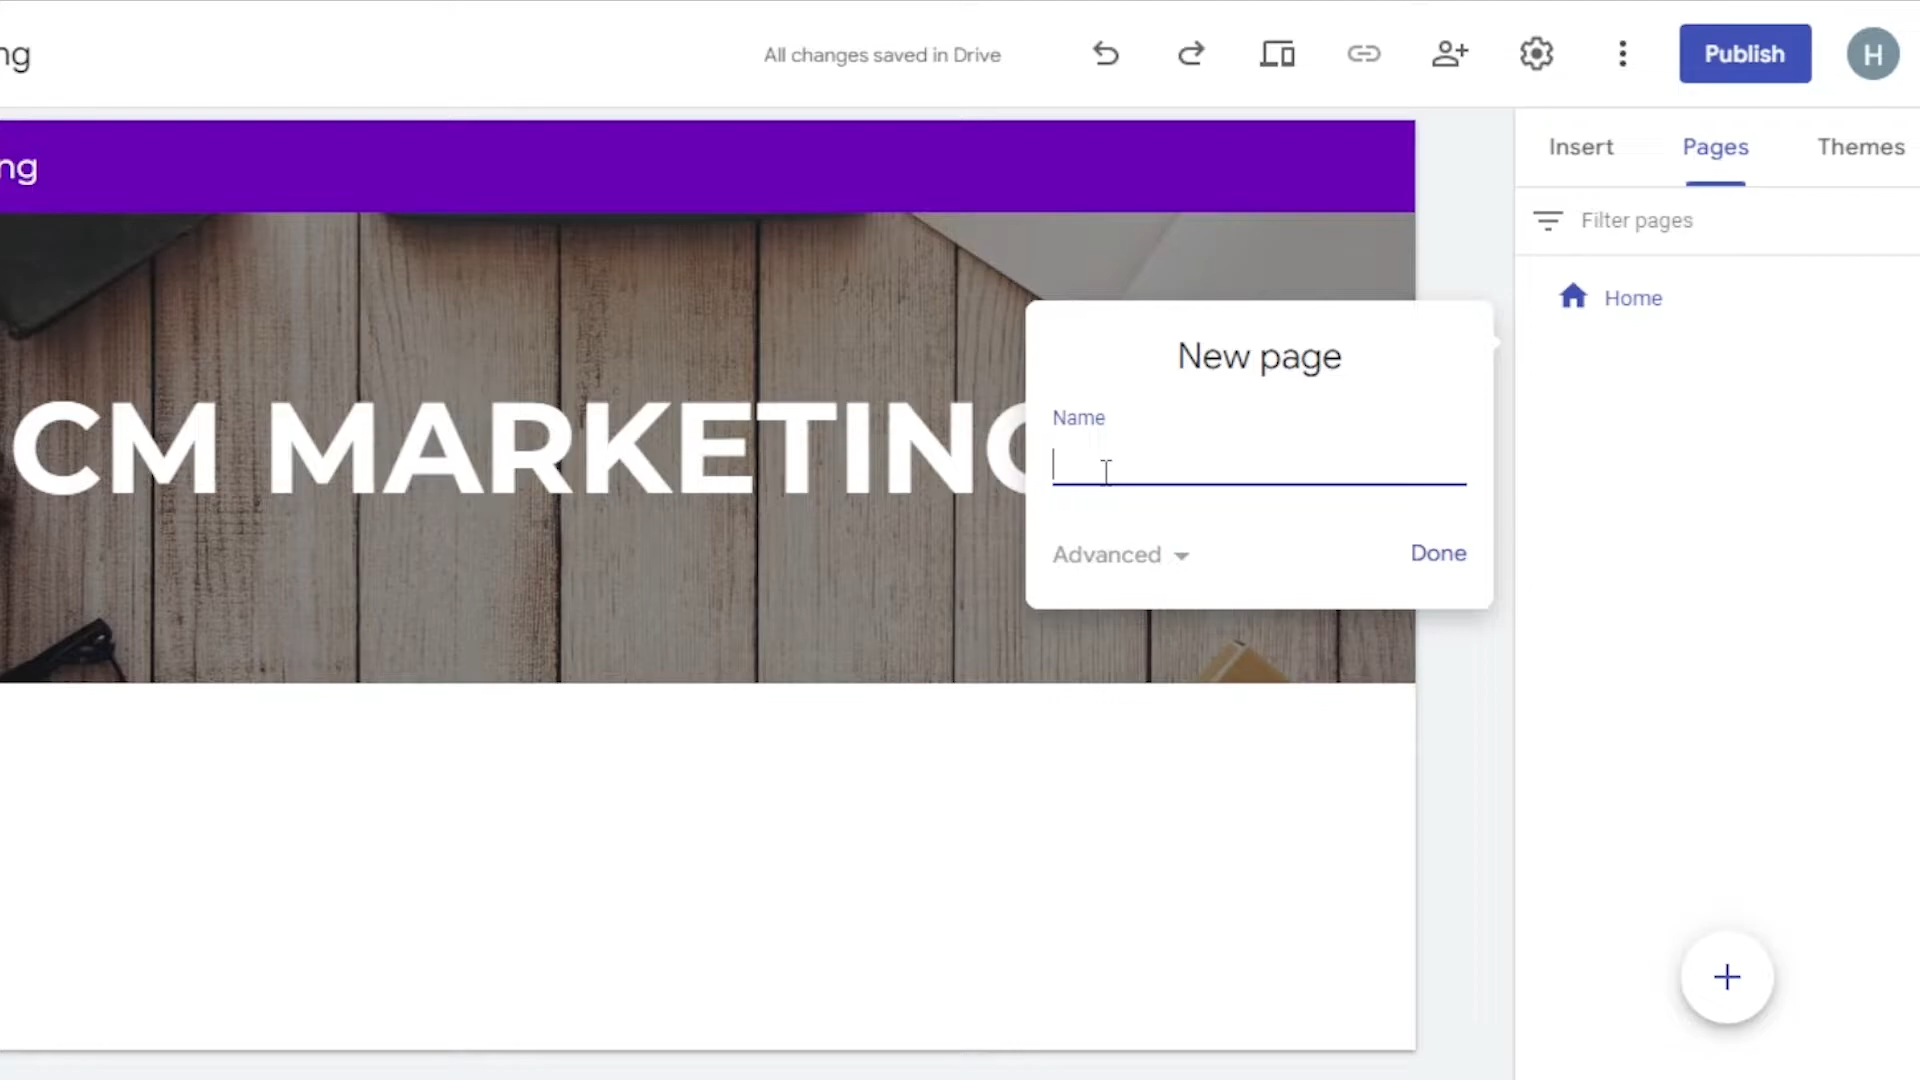 ng
All changes saved in Drive
Publish
H
ng
Insert
Pages
Themes
Filter pages
Home
New page
Name
CM MARKETING
Advanced
Done